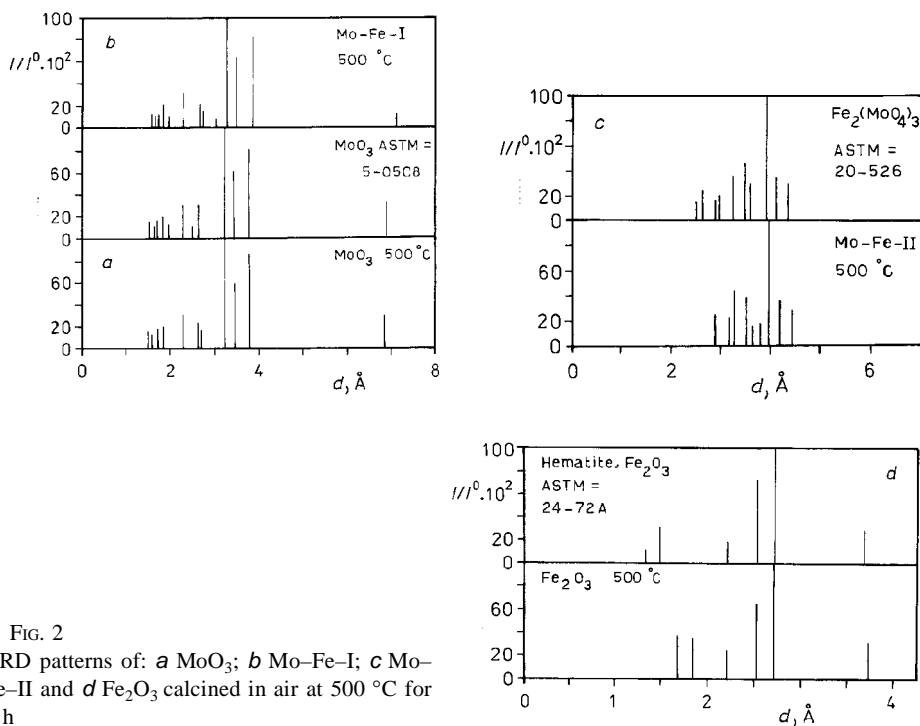 100
b
Mo–Fe–I
500 °C
I/I⁰.10²
20
0
MoO₃ ASTM =
5-0508
60
20
0
a
MoO₃ 500°C
60
20
0
0
2
4
6
8
d, Å
100
c
Fe₂(MoO₄)₃
ASTM =
20–526
I/I⁰.10²
20
0
Mo–Fe–II
500 °C
60
20
0
0
2
4
6
d, Å
100
Hematite, Fe₂O₃
d
ASTM =
24–72A
I/I⁰.10²
20
0
Fe₂O₃ 500°C
60
20
0
0
2
4
d, Å
FIG. 2
RD patterns of: a MoO₃; b Mo–Fe–I; c Mo–
e–II and d Fe₂O₃ calcined in air at 500 °C for
h